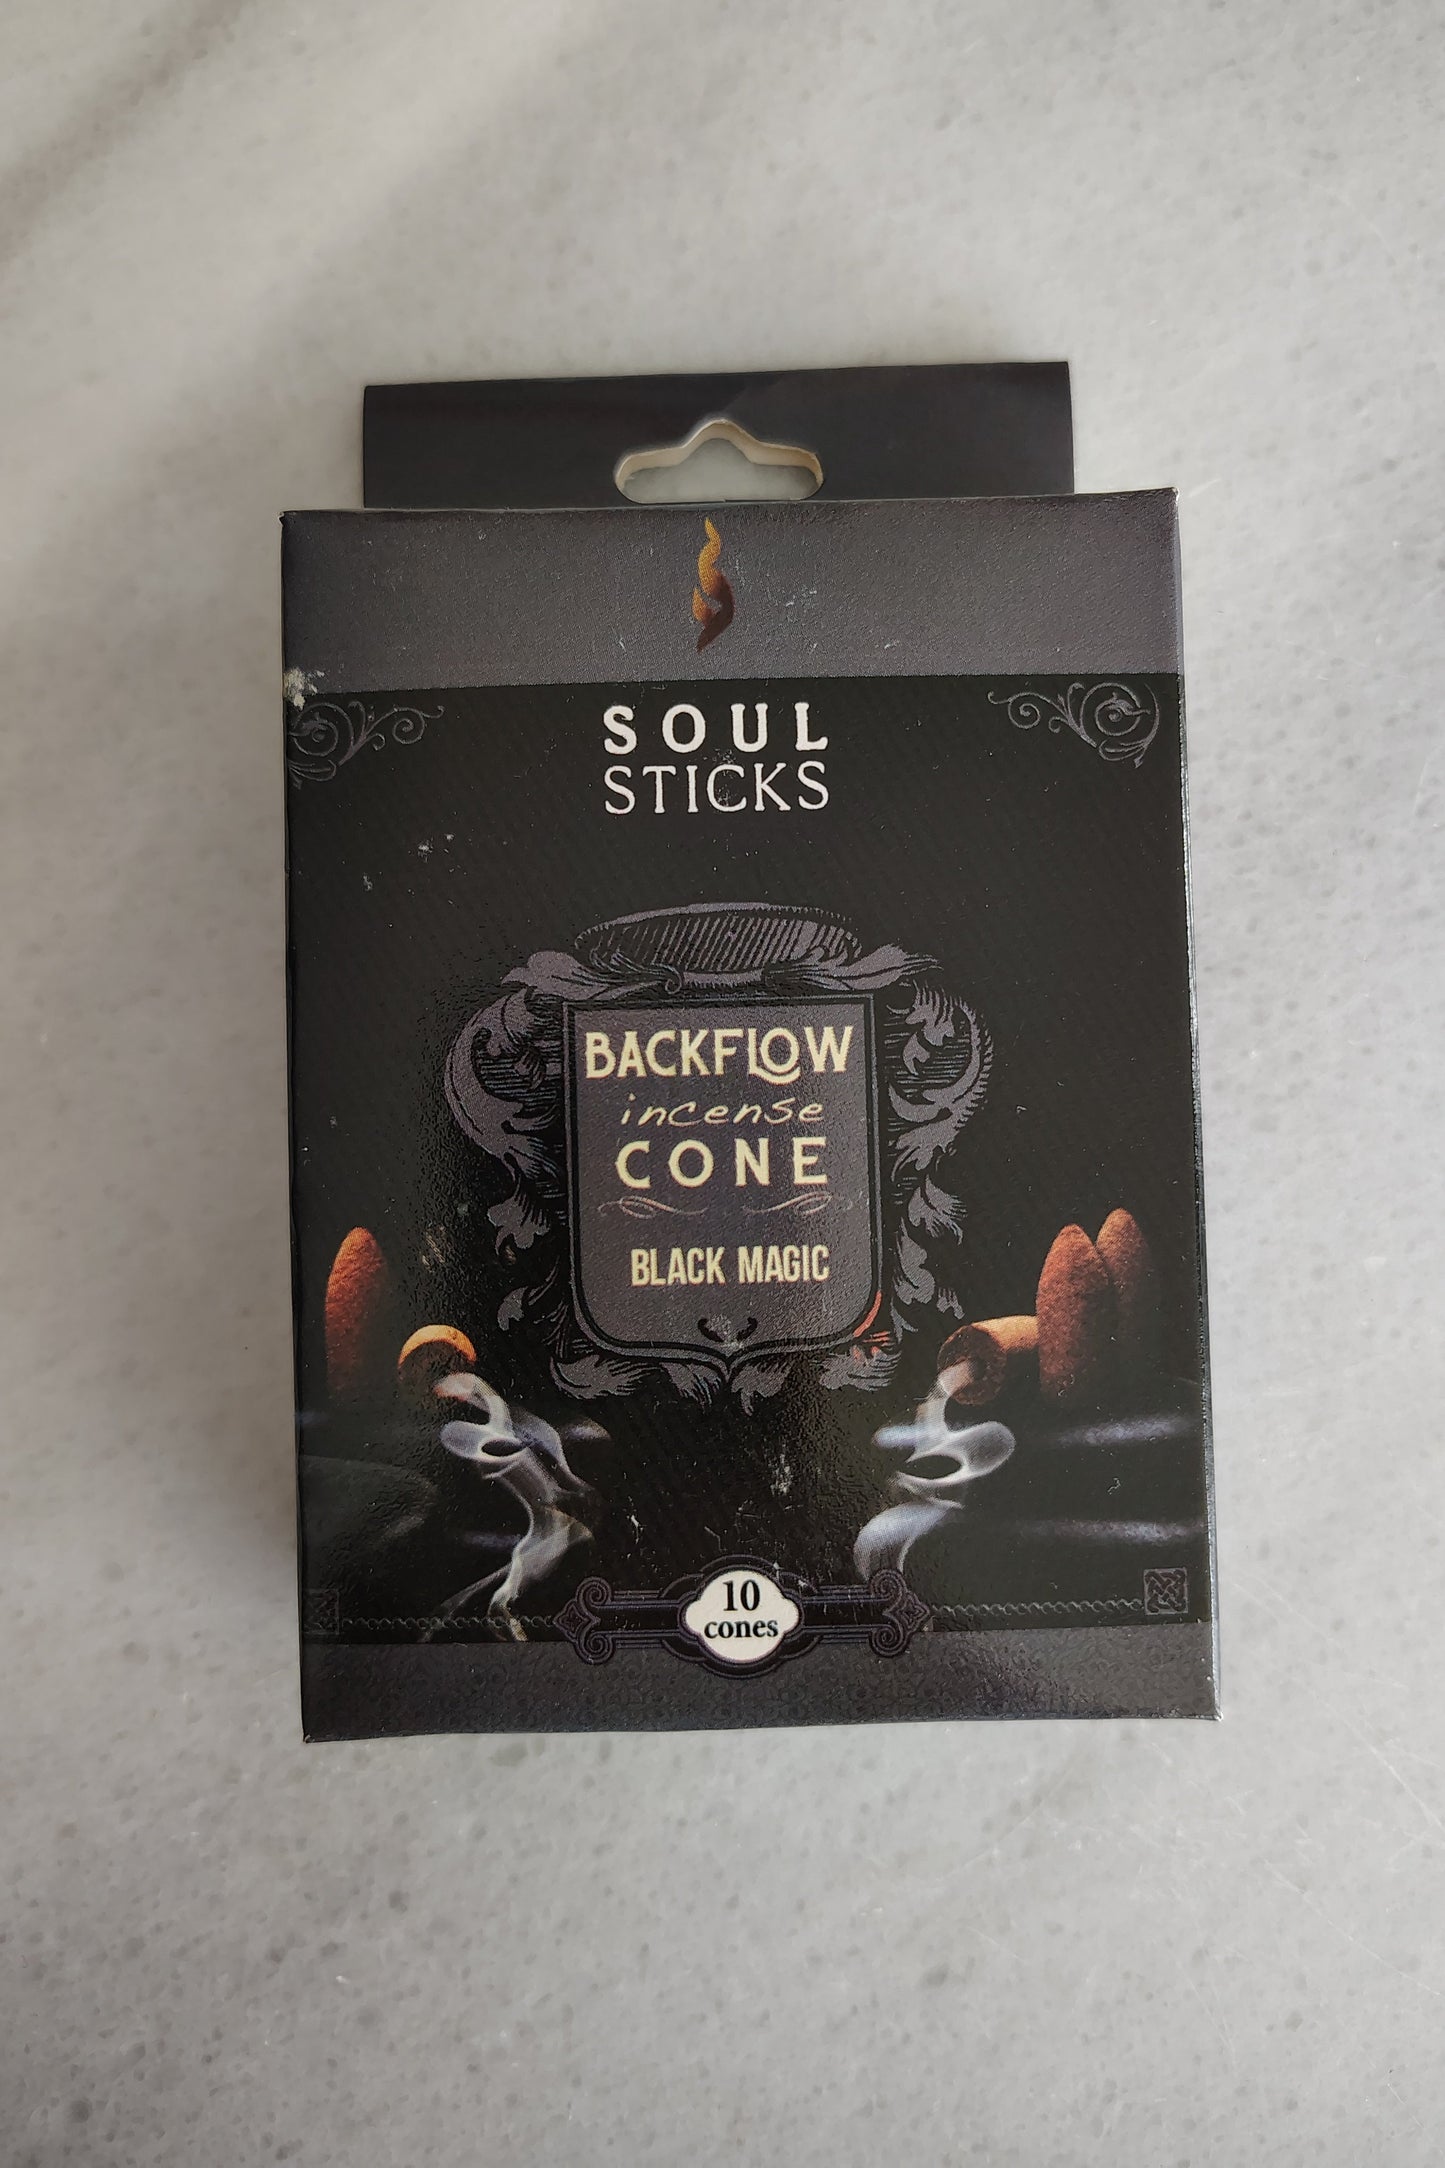 SOUL
STICKS
BACKFLOW
incense
CONE
BLACK MAGIC
10
cones